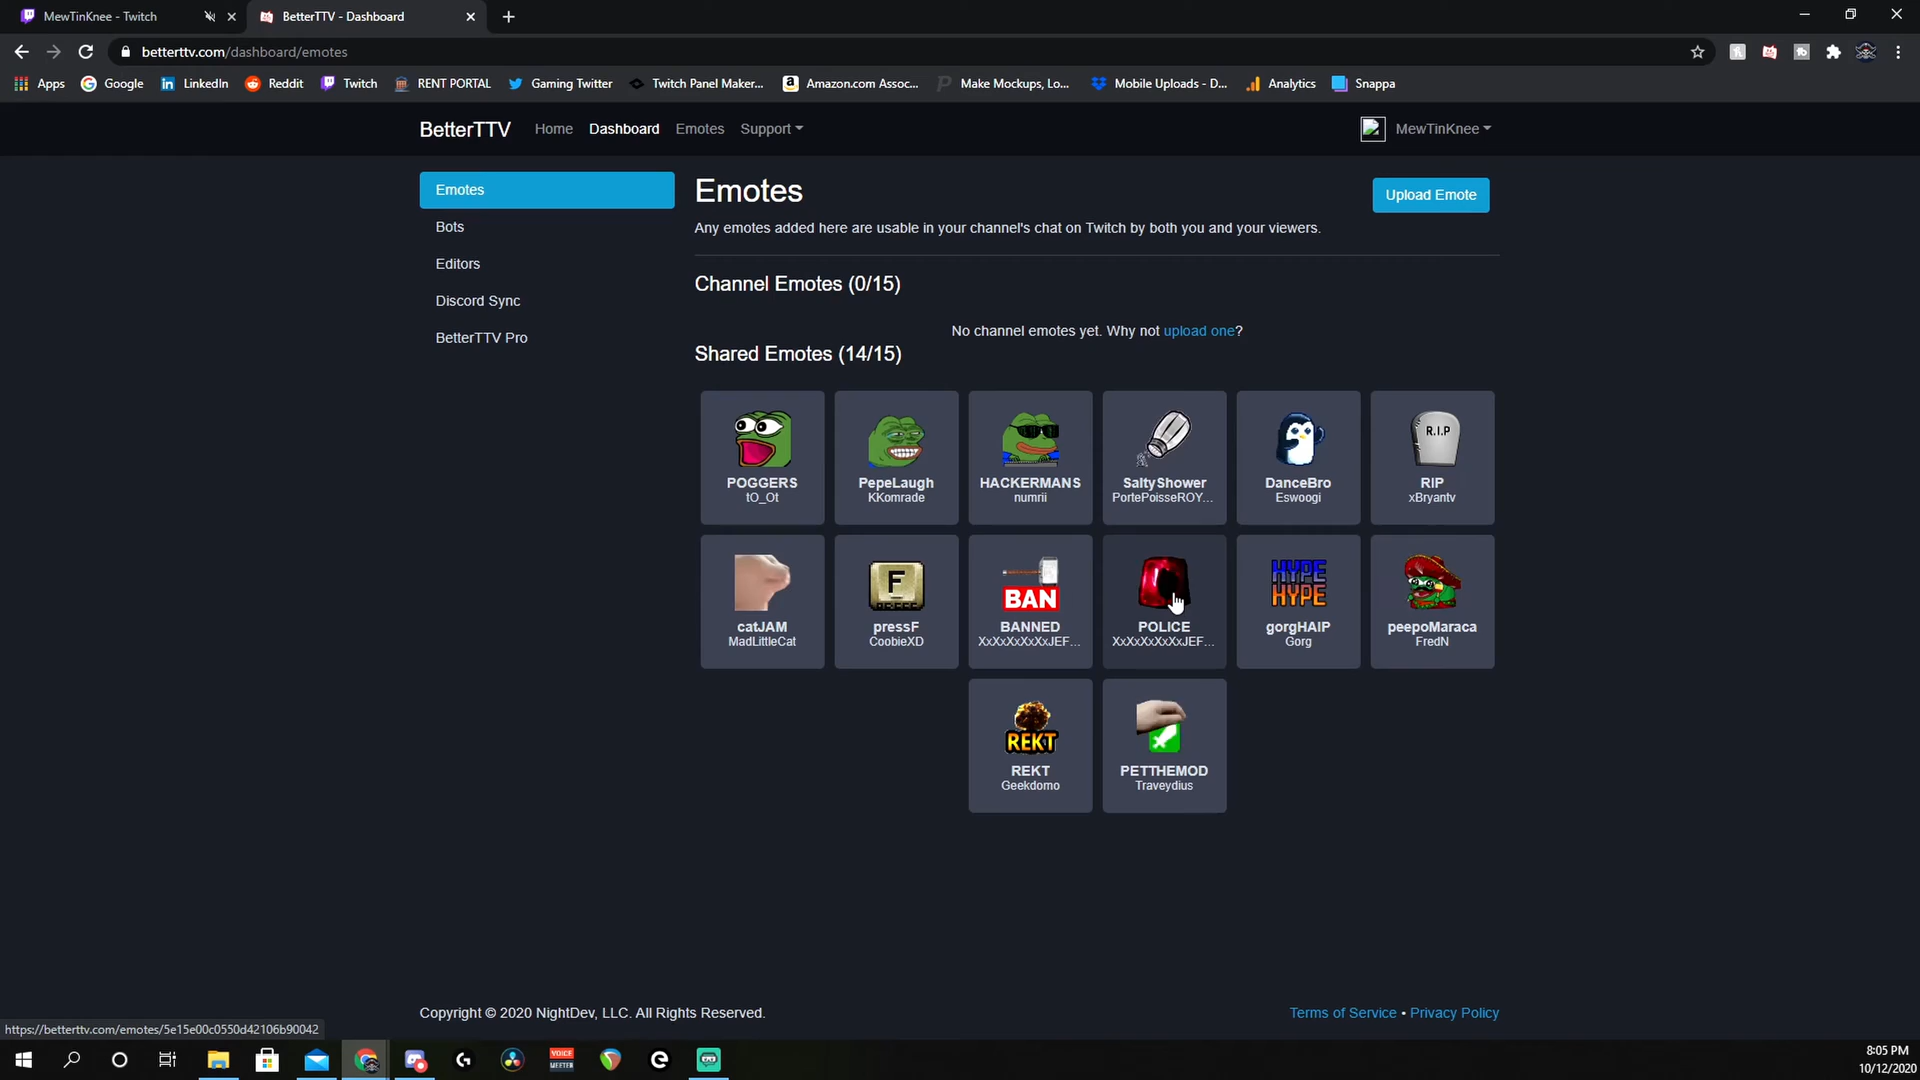 MewTinKnee - Twitch
BetterTTV - Dashboard
betterttv.com/dashboard/emotes
Apps
Google
LinkedIn
Reddit
Twitch
RENT PORTAL
Gaming Twitter
Twitch Panel Maker...
Amazon.com Assoc...
Make Mockups, Lo...
Mobile Uploads - D...
Analytics
Snappa
BetterTTV
Home
Dashboard
Emotes
Support
MewTinKnee
Emotes
Bots
Editors
Discord Sync
BetterTTV Pro
Emotes
Upload Emote
Any emotes added here are usable in your channel's chat on Twitch by both you and your viewers.
Channel Emotes (0/15)
No channel emotes yet. Why not upload one?
Shared Emotes (14/15)
R.I.P
POGGERS
tO_Ot
PepeLaugh
KKomrade
HACKERMANS
numrii
SaltyShower
PortePoisseROY...
DanceBro
Eswoogi
RIP
xBryantv
F
BAN
HYPE
HYPE
catJAM
MadLittleCat
pressF
CoobieXD
BANNED
XxXxXxXxXxJEF...
POLICE
XxXxXxXxXxJEF...
gorgHAIP
Gorg
peepoMaraca
FredN
REKT
REKT
Geekdomo
PETTHEMOD
Traveydius
Copyright © 2020 NightDev, LLC. All Rights Reserved.
Terms of Service • Privacy Policy
https://betterttv.com/emotes/5e15e00c0550d42106b90042
VOICE
MEETER
8:05 PM
10/12/2020